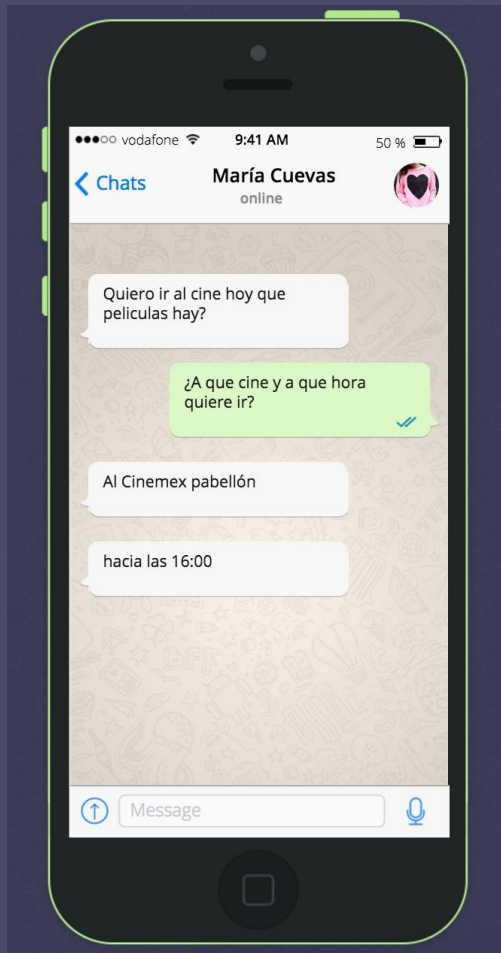 vodafone 9:41 AM 50 %
Chats María Cuevas
online
Quiero ir al cine hoy que
peliculas hay?
¿A que cine y a que hora
quiere ir?
Al Cinemex pabellón
hacia las 16:00
BFF
Message